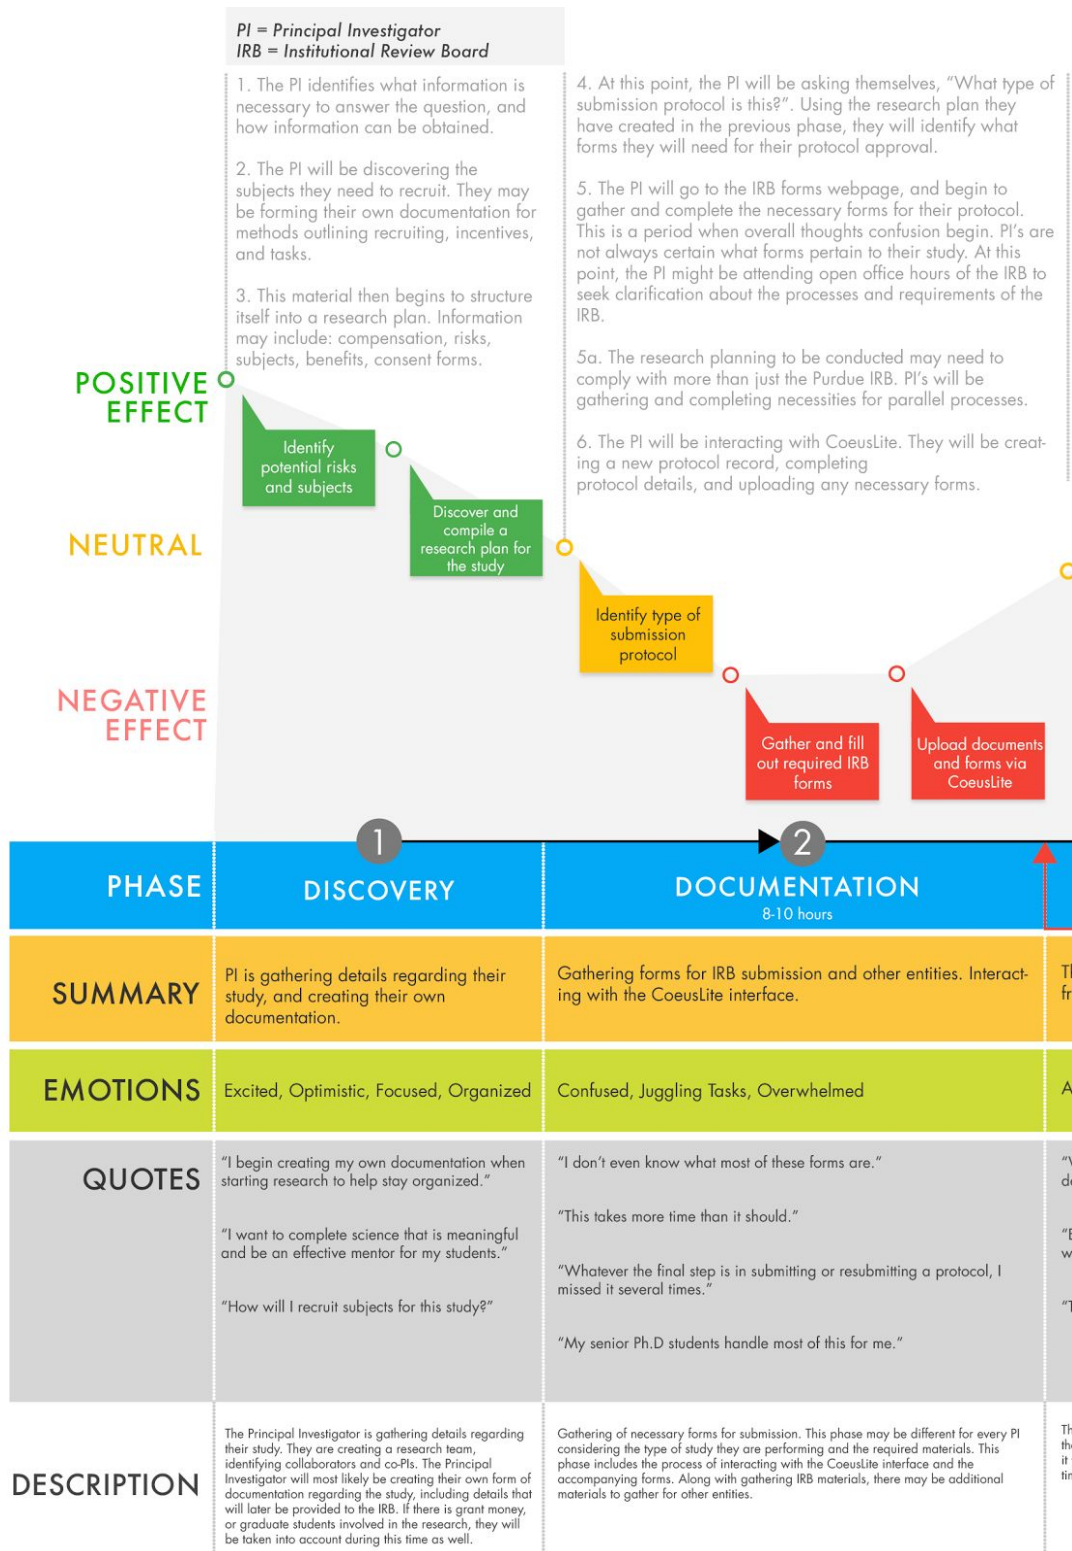 PI = Principal Investigator
IRB = Institutional Review Board
1. The PI identifies what information is
necessary to answer the question, and
how information can be obtained.
2. The PI will be discovering the
subjects they need to recruit. They may
be forming their own documentation for
methods outlining recruiting, incentives,
and tasks.
3. This material then begins to structure
itself into a research plan. Information
may include: compensation, risks,
subjects, benefits, consent forms.
4. At this point, the PI will be asking themselves, “What type of
submission protocol is this?”. Using the research plan they
have created in the previous phase, they will identify what
forms they will need for their protocol approval.
5. The PI will go to the IRB forms webpage, and begin to
gather and complete the necessary forms for their protocol.
This is a period when overall thoughts confusion begin. PI’s are
not always certain what forms pertain to their study. At this
point, the PI might be attending open office hours of the IRB to
seek clarification about the processes and requirements of the
IRB.
5a. The research planning to be conducted may need to
comply with more than just the Purdue IRB. PI’s will be
gathering and completing necessities for parallel processes.
6. The PI will be interacting with CoeusLite. They will be creat-
ing a new protocol record, completing
protocol details, and uploading any necessary forms.
POSITIVE
EFFECT
NEUTRAL
NEGATIVE
EFFECT
Identify
potential risks
and subjects
Discover and
compile a
research plan for
the study
Identify type of
submission
protocol
Gather and fill
out required IRB
forms
Upload documents
and forms via
CoeusLite
1
2
PHASE
DISCOVERY
DOCUMENTATION
8-10 hours
SUMMARY
PI is gathering details regarding their
study, and creating their own
documentation.
Gathering forms for IRB submission and other entities. Interact-
ing with the CoeusLite interface.
EMOTIONS
Excited, Optimistic, Focused, Organized
Confused, Juggling Tasks, Overwhelmed
QUOTES
“I begin creating my own documentation when
starting research to help stay organized.”
“I want to complete science that is meaningful
and be an effective mentor for my students.”
“How will I recruit subjects for this study?”
“I don’t even know what most of these forms are.”
“This takes more time than it should.”
“Whatever the final step is in submitting or resubmitting a protocol, I
missed it several times.”
“My senior Ph.D students handle most of this for me.”
DESCRIPTION
The Principal Investigator is gathering details regarding
their study. They are creating a research team,
identifying collaborators and co-PIs. The Principal
Investigator will most likely be creating their own form of
documentation regarding the study, including details that
will later be provided to the IRB. If there is grant money,
or graduate students involved in the research, they will
be taken into account during this time as well.
Gathering of necessary forms for submission. This phase may be different for every PI
considering the type of study they are performing and the required materials. This
phase includes the process of interacting with the CoeusLite interface and the
accompanying forms. Along with gathering IRB materials, there may be additional
materials to gather for other entities.